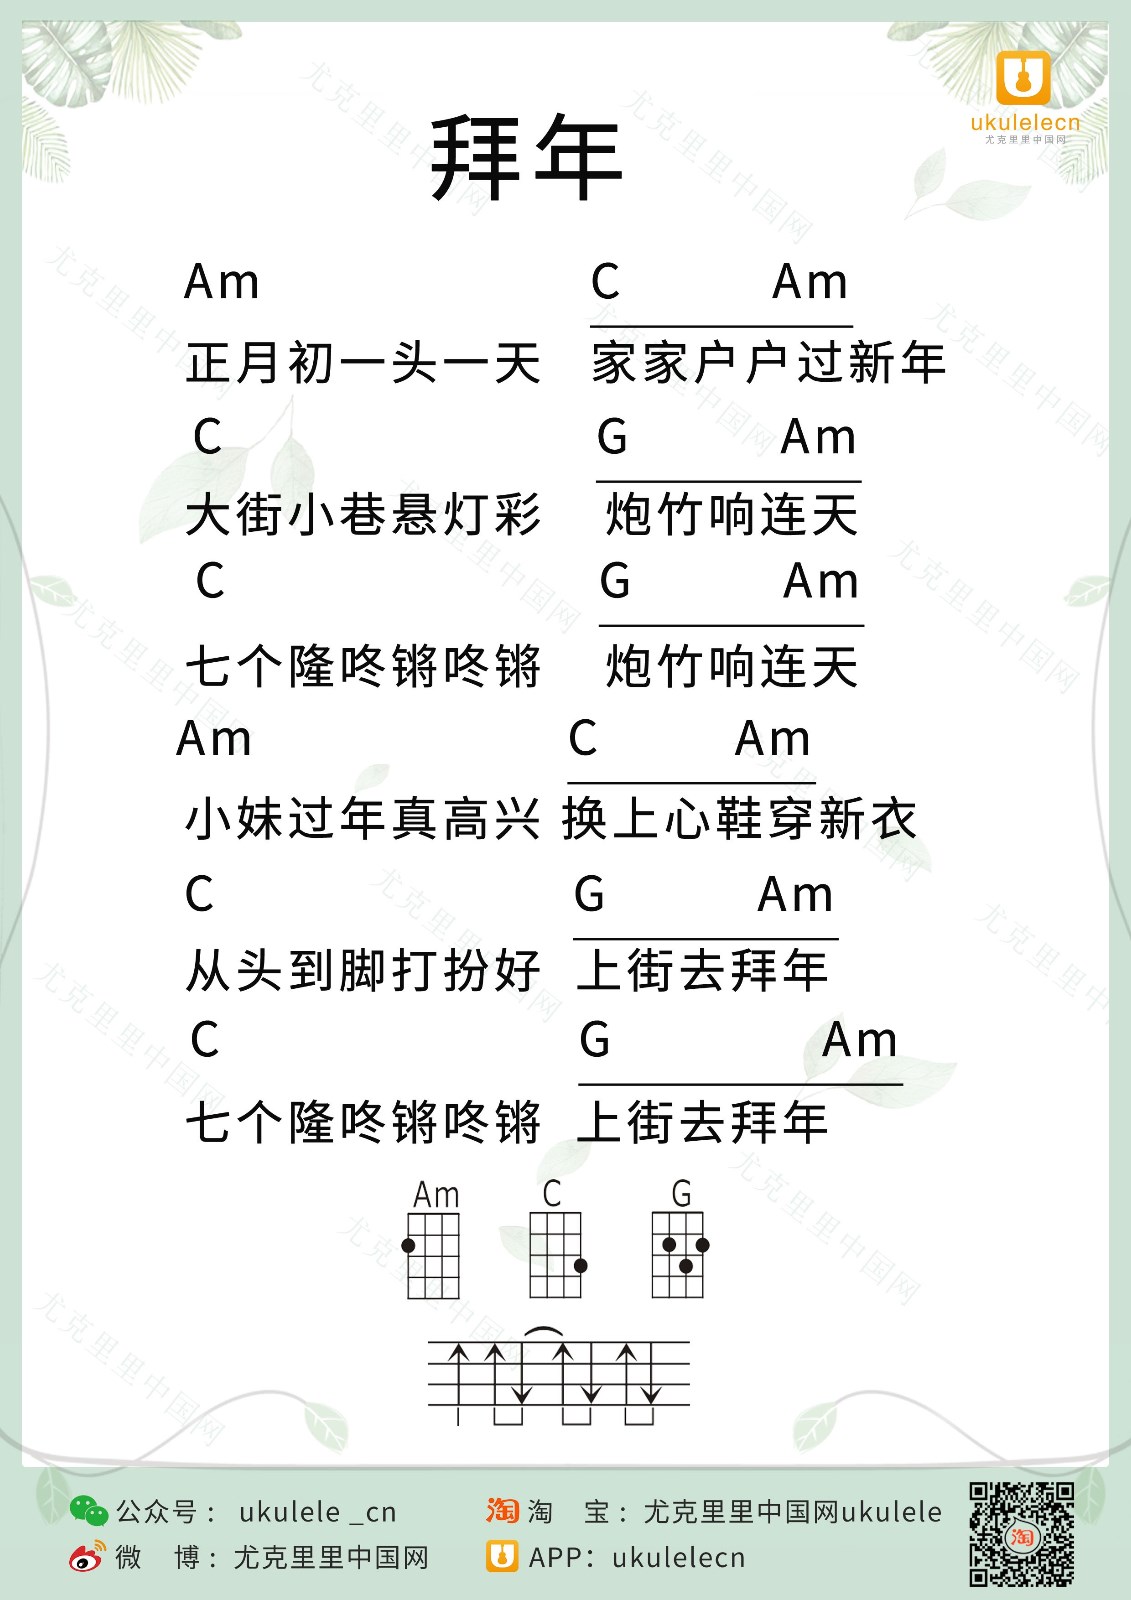 拜年
ukulelecn
尤克里里中国网
Am C Am
正月初一头一天 家家户户过新年
C G Am
大街小巷悬灯彩 炮竹响连天
C G Am
七个隆咚锵咚锵 炮竹响连天
Am C Am
小妹过年真高兴 换上心鞋穿新衣
C G Am
从头到脚打扮好 上街去拜年
C G Am
七个隆咚锵咚锵 上街去拜年
Am C G
公众号： ukulele _cn
淘 淘 宝：尤克里里中国网ukulele
微 博：尤克里里中国网
APP：ukulelecn
淘